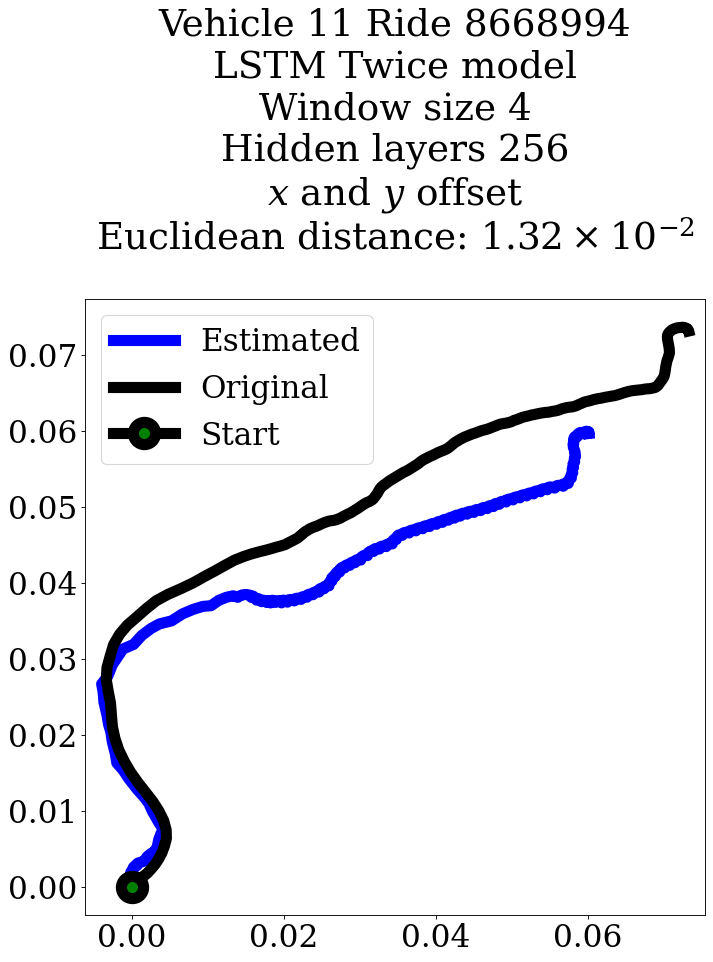 Vehicle 11 Ride 8668994
LSTM Twice model
Window size 4
Hidden layers 256
x and y offset
Euclidean distance: 1.32 × 10⁻²
Estimated
Original
Start
0.07
0.06
0.05
0.04
0.03
0.02
0.01
0.00
0.00 0.02 0.04 0.06